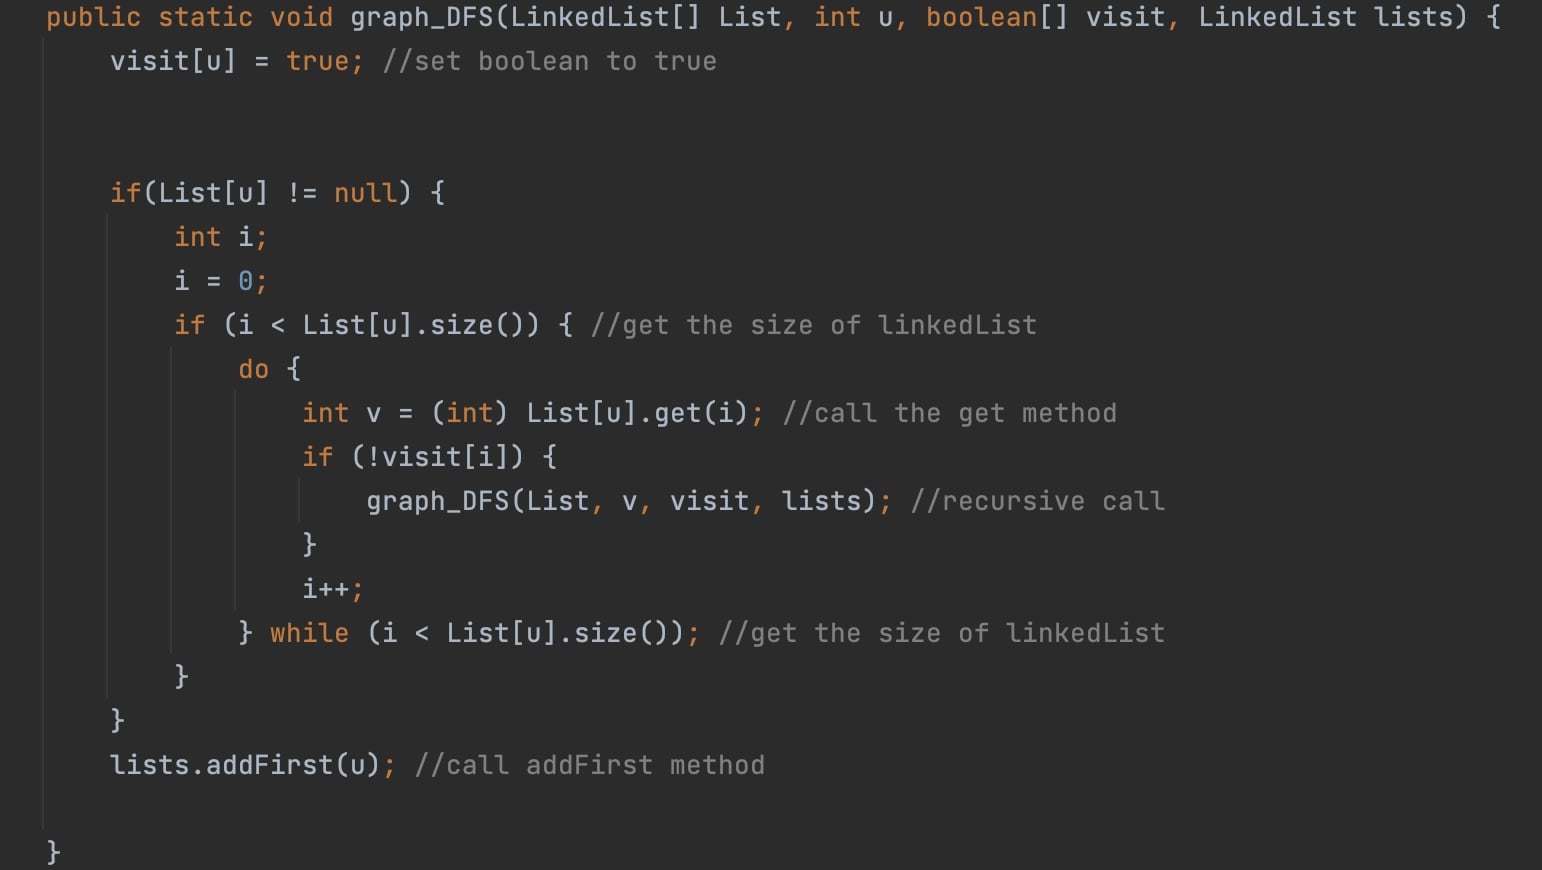 public static void graph_DFS(LinkedList[] List, int u, boolean[] visit, LinkedList lists) {
visit[u] = true; //set boolean to true
if(List[u] != null) {
int i;
i = 0;
if (i < List[u].size()) { //get the size of linkedList
do {
int v = (int) List[u].get(i); //call the get method
if (!visit[i]) {
graph_DFS(List, v, visit, lists); //recursive call
}
i++;
} while (i < List[u].size()); //get the size of linkedList
}
}
lists.addFirst(u); //call addFirst method
}